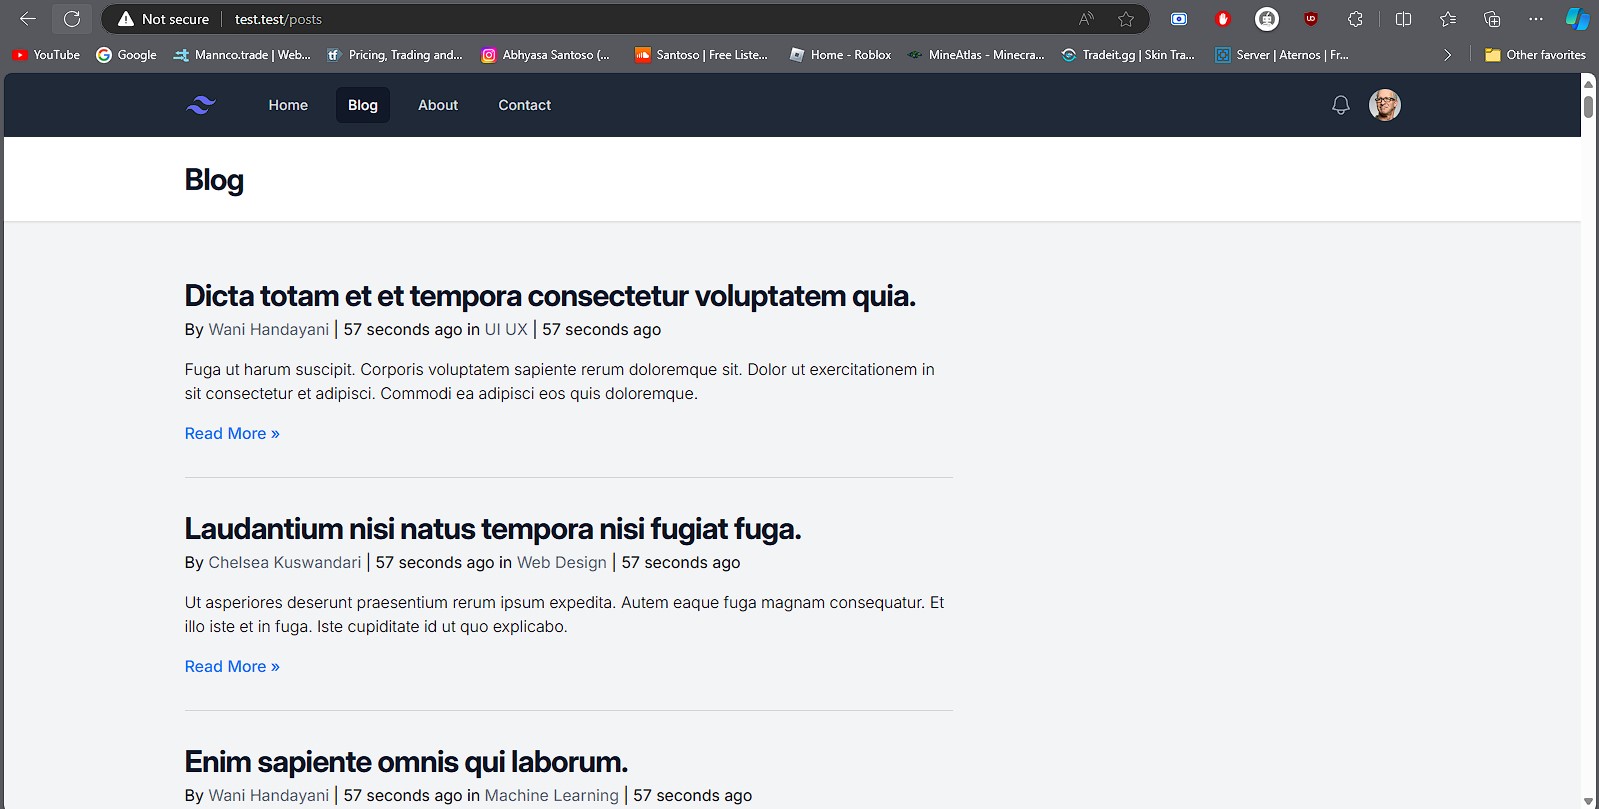 Not secure test.test/posts
YouTube Google Mannco.trade | Web... Pricing, Trading and... Abhyasa Santoso (... Santoso | Free Liste... Home - Roblox MineAtlas - Minecra... Tradeit.gg | Skin Tra... Server | Aternos | Fr... Other favorites
Home Blog About Contact
Blog
Dicta totam et et tempora consectetur voluptatem quia.
By Wani Handayani | 57 seconds ago in UI UX | 57 seconds ago
Fuga ut harum suscipit. Corporis voluptatem sapiente rerum doloremque sit. Dolor ut exercitationem in
sit consectetur et adipisci. Commodi ea adipisci eos quis doloremque.
Read More »
Laudantium nisi natus tempora nisi fugiat fuga.
By Chelsea Kuswandari | 57 seconds ago in Web Design | 57 seconds ago
Ut asperiores deserunt praesentium rerum ipsum expedita. Autem eaque fuga magnam consequatur. Et
illo iste et in fuga. Iste cupiditate id ut quo explicabo.
Read More »
Enim sapiente omnis qui laborum.
By Wani Handayani | 57 seconds ago in Machine Learning | 57 seconds ago